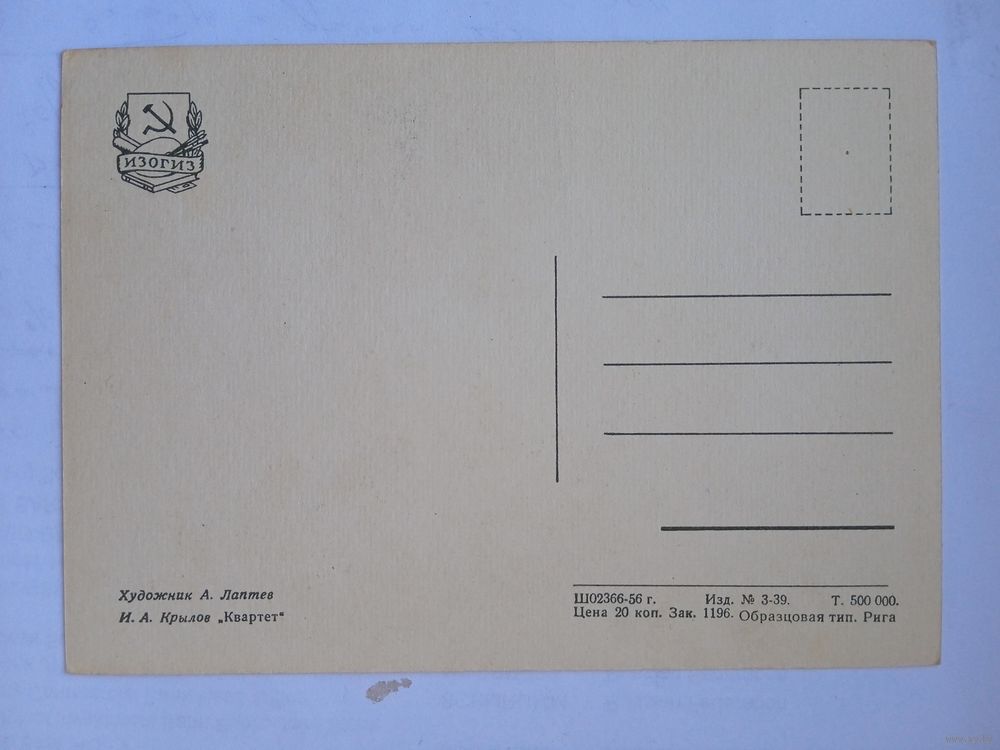 ИЗОГИЗ
Художник А. Лаптев
И. А. Крылов „Квартет“
Ш02366-56 г. Изд. № 3-39. Т. 500 000.
Цена 20 коп. Зак. 1196. Образцовая тип. Рига